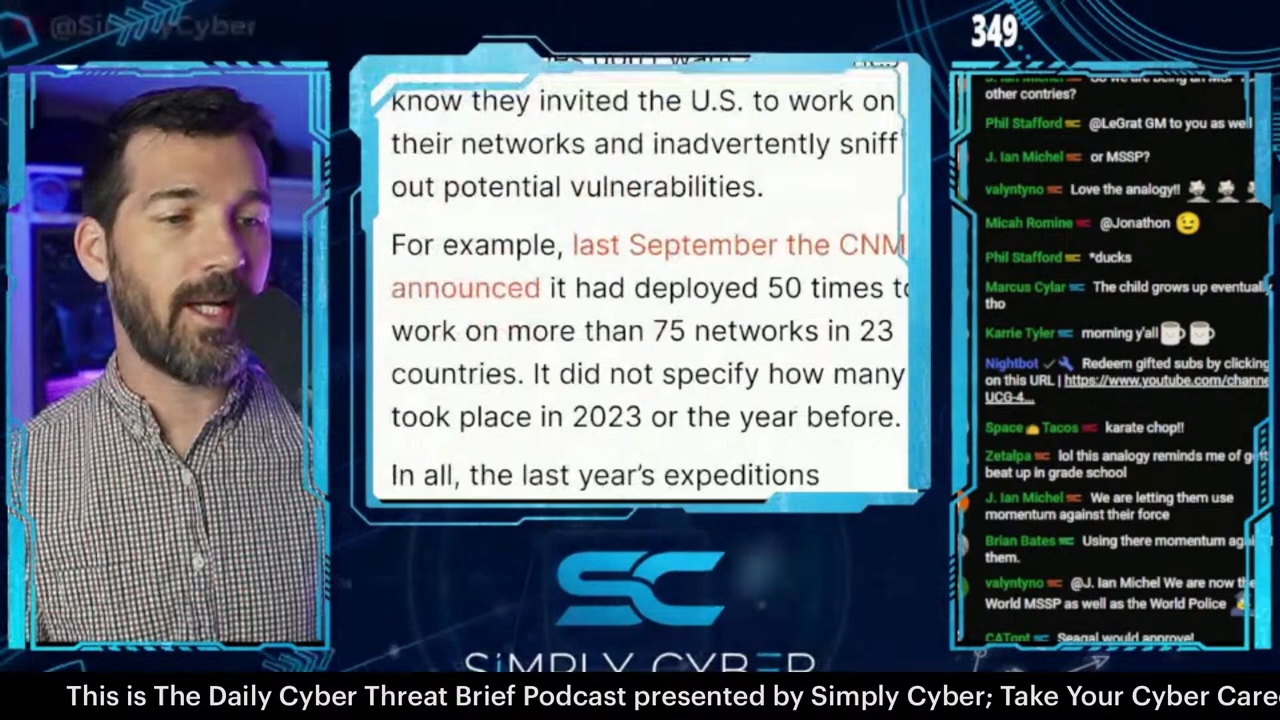 @SimplyCyber
349
know they invited the U.S. to work on
their networks and inadvertently sniff
out potential vulnerabilities.
For example, last September the CNM
announced it had deployed 50 times to
work on more than 75 networks in 23
countries. It did not specify how many
took place in 2023 or the year before.
In all, the last year's expeditions
other contries?
Phil Stafford @LeGrat GM to you as well
J. Ian Michel or MSSP?
valyntyno Love the analogy!!
Micah Romine @Jonathon
Phil Stafford *ducks
Marcus Cylar The child grows up eventually
tho
Karrie Tyler morning y'all
Nightbot Redeem gifted subs by clicking
on this URL | https://www.youtube.com/channe
UCG-4...
Space Tacos karate chop!!
Zetalpa lol this analogy reminds me of
beat up in grade school
J. Ian Michel We are letting them use
momentum against their force
Brian Bates Using there momentum
them.
valyntyno @J. Ian Michel We are now the
World MSSP as well as the World Police
CATgpt Seagal would approve!
SC
SiMPLY CYBER
This is The Daily Cyber Threat Brief Podcast presented by Simply Cyber; Take Your Cyber Care